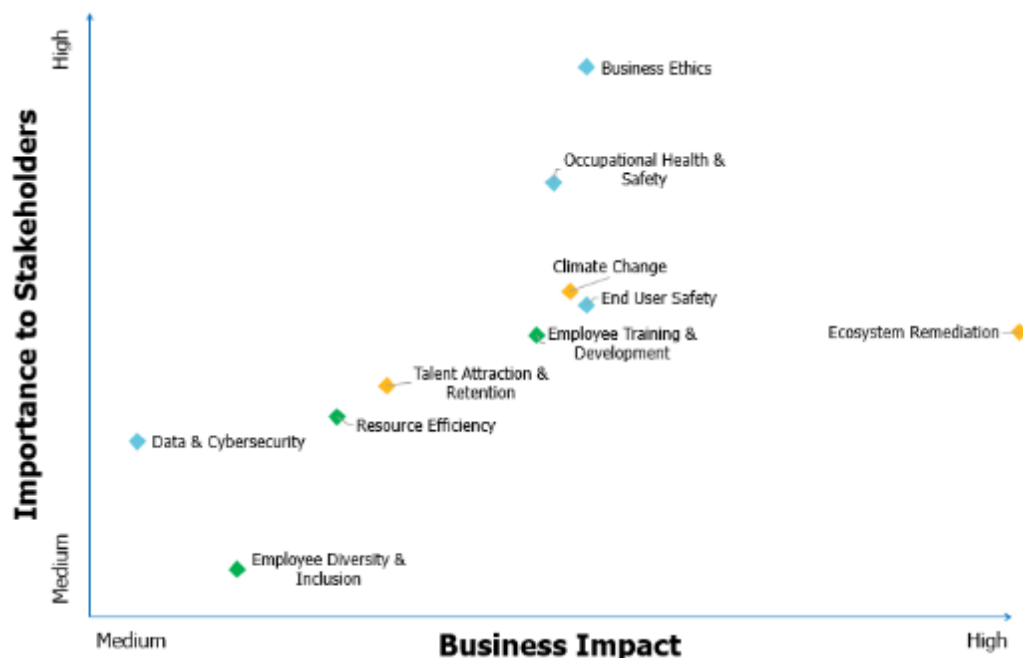 High
Business Ethics
Occupational Health &
Safety
Climate Change
End User Safety
Employee Training &
Development
Ecosystem Remediation
Talent Attraction &
Retention
Resource Efficiency
Data & Cybersecurity
Employee Diversity &
Inclusion
Importance to Stakeholders
Medium
Medium
Business Impact
High